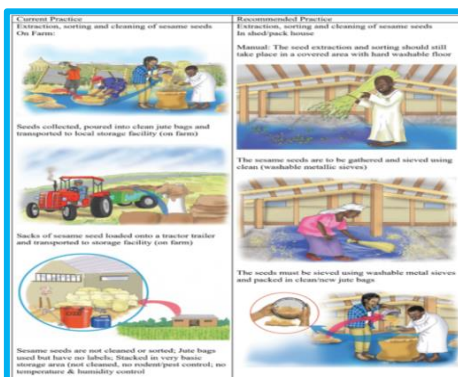 Current Practice
Extraction, sorting and cleaning of sesame seeds
On Farm:
Seeds collected, poured into clean jute bags and
transported to local storage facility (on farm)
Sacks of sesame seed loaded onto a tractor trailer
and transported to storage facility (on farm)
Sesame seeds are not cleaned or sorted; Jute bags
used but have no labels; Stacked in very basic
storage area (not cleaned, no rodent/pest control; no
temperature & humidity control
Recommended Practice
Extraction, sorting and cleaning of sesame seeds
In shed/pack house
Manual: The seed extraction and sorting should still
take place in a covered area with hard washable floor
The sesame seeds are to be gathered and sieved using
clean (washable metallic sieves)
The seeds must be sieved using washable metal sieves
and packed in clean/new jute bags